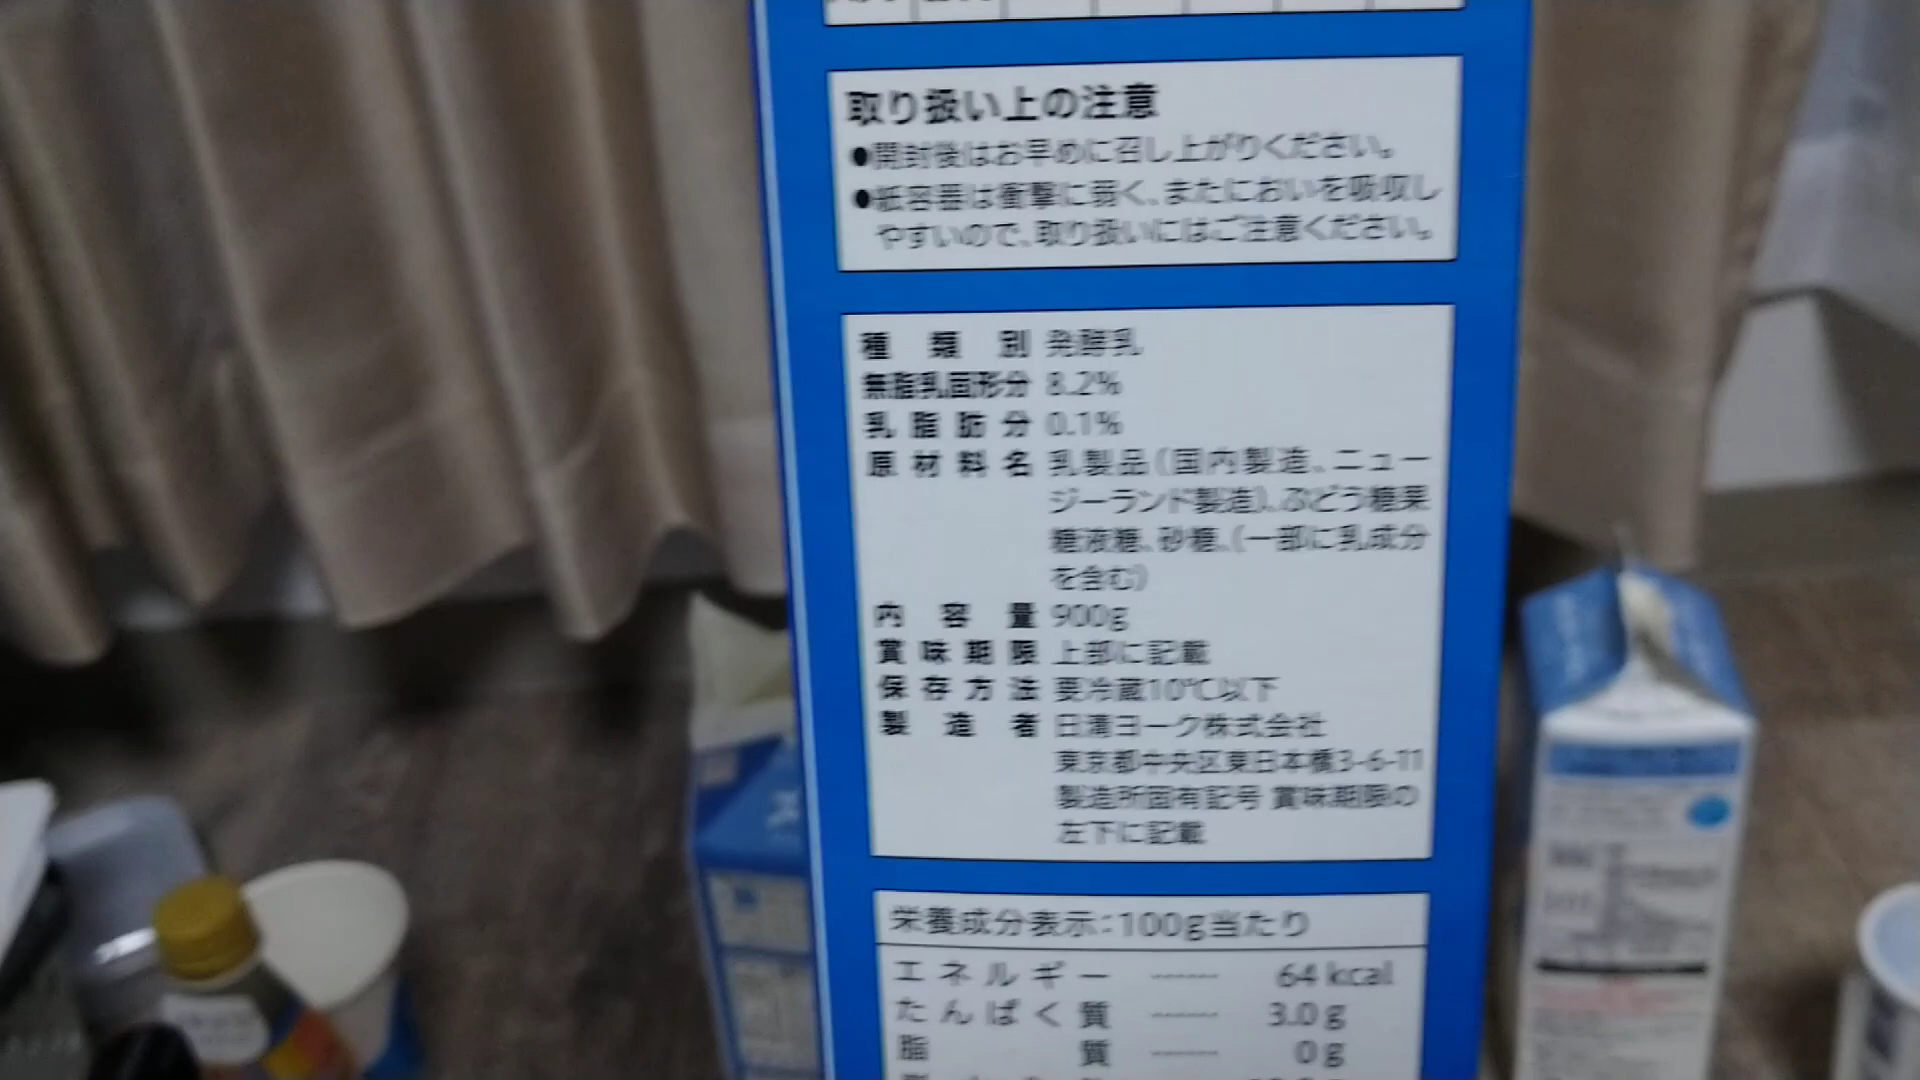 取り扱い上の注意
●開封後はお早めに召し上がりください。
●紙容器は衝撃に弱く、またにおいを吸収し
やすいので、取り扱いにはご注意ください。
種類別 発酵乳
無脂乳固形分 8.2%
乳脂肪分 0.1%
原材料名 乳製品(国内製造、ニュー
ジーランド製造)、ぶどう糖果
糖液糖、砂糖、(一部に乳成分
を含む)
内容量 900g
賞味期限 上部に記載
保存方法 要冷蔵10℃以下
製造者 日清ヨーク株式会社
東京都中央区東日本橋3-6-11
製造所固有記号 賞味期限の
左下に記載
栄養成分表示:100g当たり
エネルギー ------ 64 kcal
たんぱく質 ------ 3.0 g
脂質 ------ 0 g